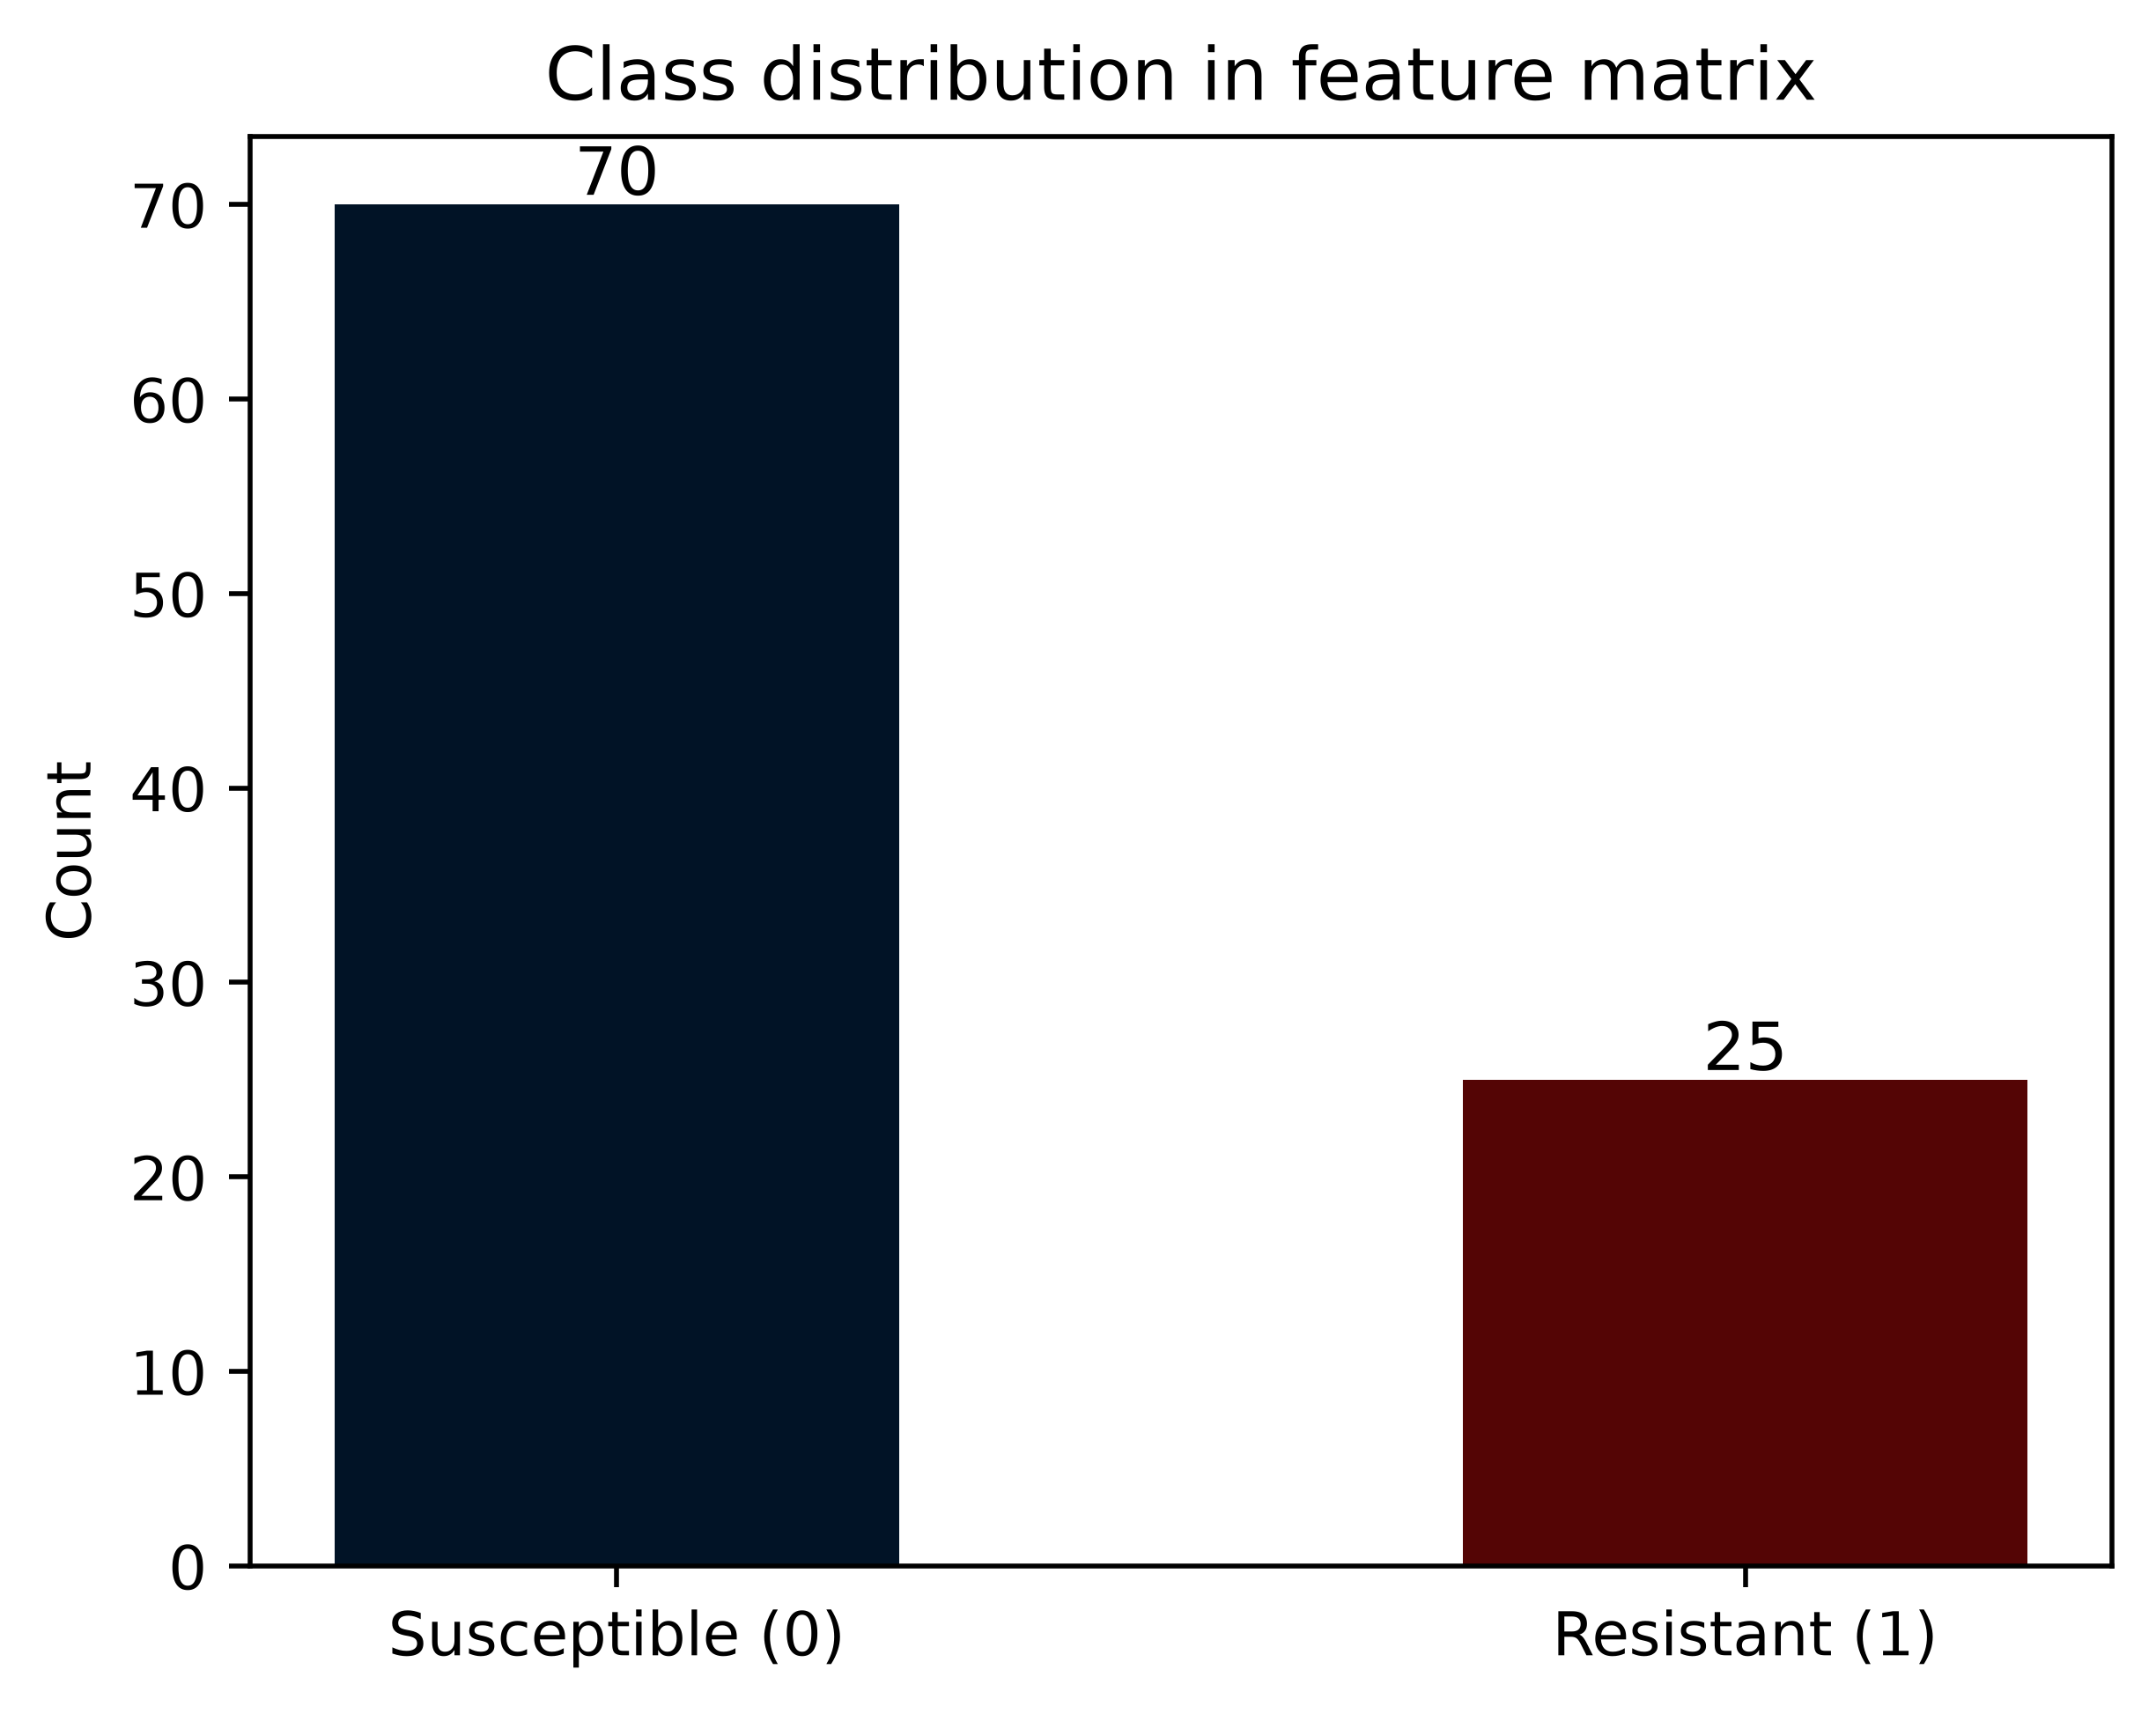 Class distribution in feature matrix
70
70
60
50
40
Count
30
25
20
10
0
Susceptible (0)
Resistant (1)